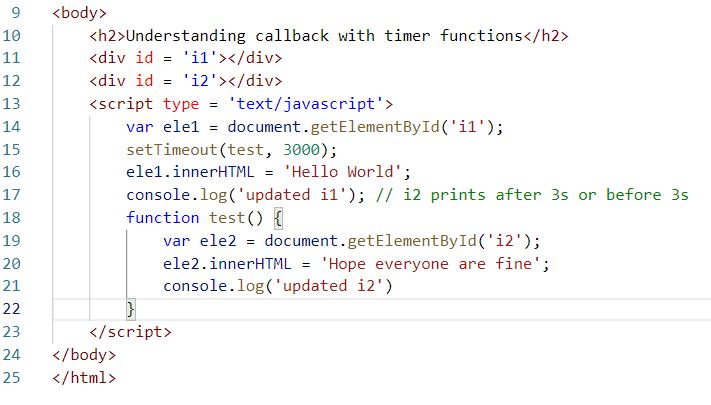 9 <body>
10 <h2>Understanding callback with timer functions</h2>
11 <div id = 'i1'></div>
12 <div id = 'i2'></div>
13 <script type = 'text/javascript'>
14 var ele1 = document.getElementById('i1');
15 setTimeout(test, 3000);
16 ele1.innerHTML = 'Hello World';
17 console.log('updated i1'); // i2 prints after 3s or before 3s
18 function test() {
19 var ele2 = document.getElementById('i2');
20 ele2.innerHTML = 'Hope everyone are fine';
21 console.log('updated i2')
22 }
23 </script>
24 </body>
25 </html>